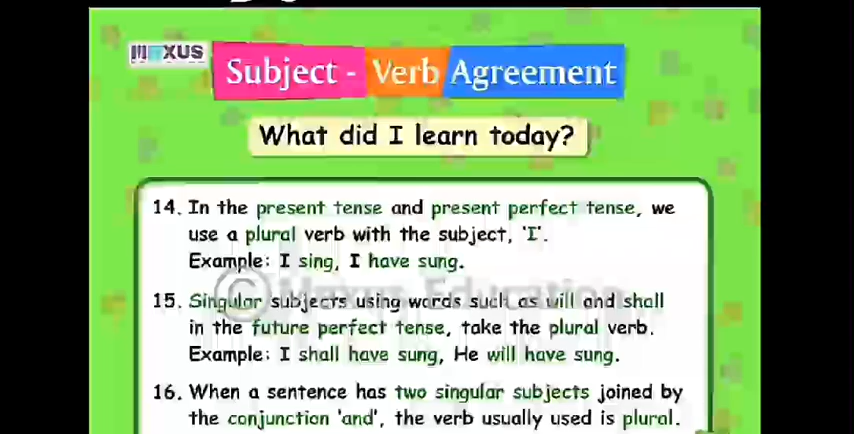 MEXUS
Subject - Verb Agreement
What did I learn today?
14. In the present tense and present perfect tense, we
use a plural verb with the subject, 'I'.
Example: I sing, I have sung.
© Mexus Education
15. Singular subjects using words such as will and shall
in the future perfect tense, take the plural verb.
Example: I shall have sung, He will have sung.
16. When a sentence has two singular subjects joined by
the conjunction 'and', the verb usually used is plural.